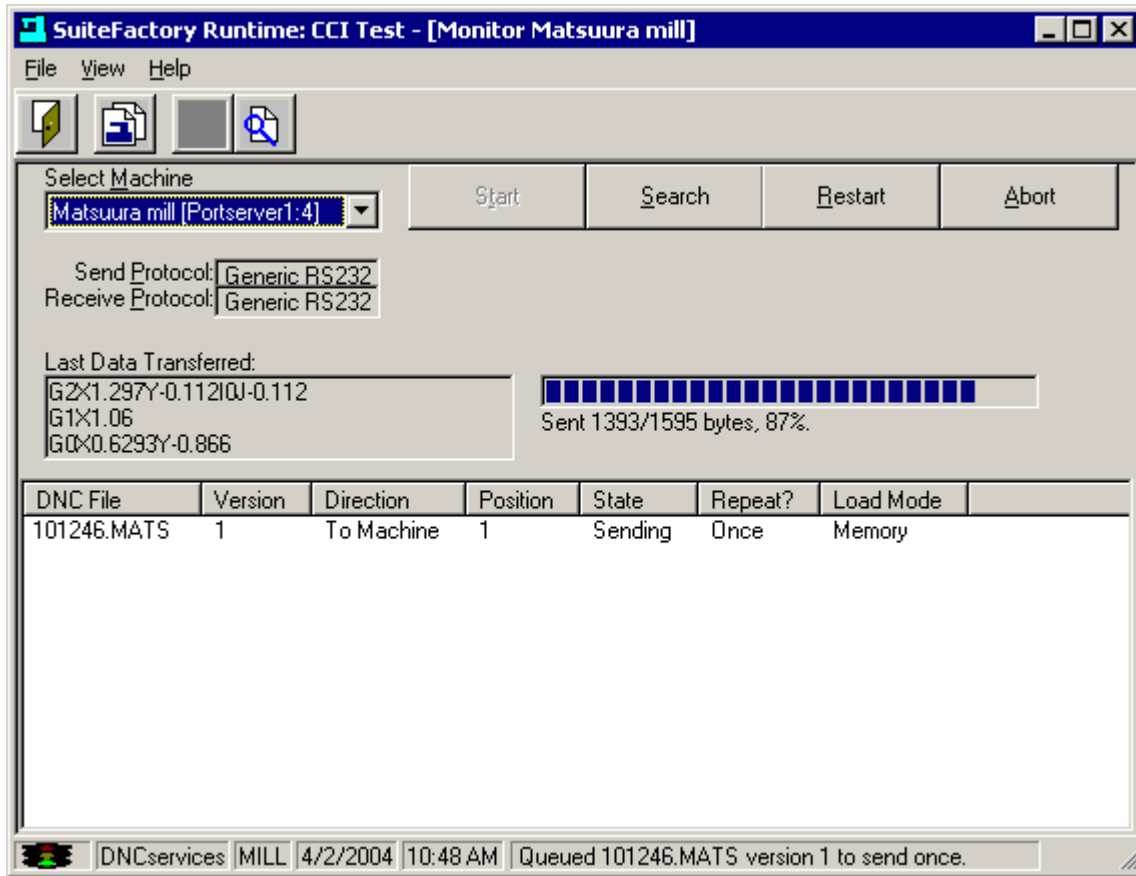 SuiteFactory Runtime: CCI Test - [Monitor Matsuura mill]
File View Help
Select Machine
Matsuura mill [Portserver1:4]
Start Search Restart Abort
Send Protocol: Generic RS232
Receive Protocol: Generic RS232
Last Data Transferred:
G2X1.297Y-0.112I0J-0.112
G1X1.06
G0X0.6293Y-0.866
Sent 1393/1595 bytes, 87%.
DNC File Version Direction Position State Repeat? Load Mode
101246.MATS 1 To Machine 1 Sending Once Memory
DNCservices MILL 4/2/2004 10:48 AM Queued 101246.MATS version 1 to send once.